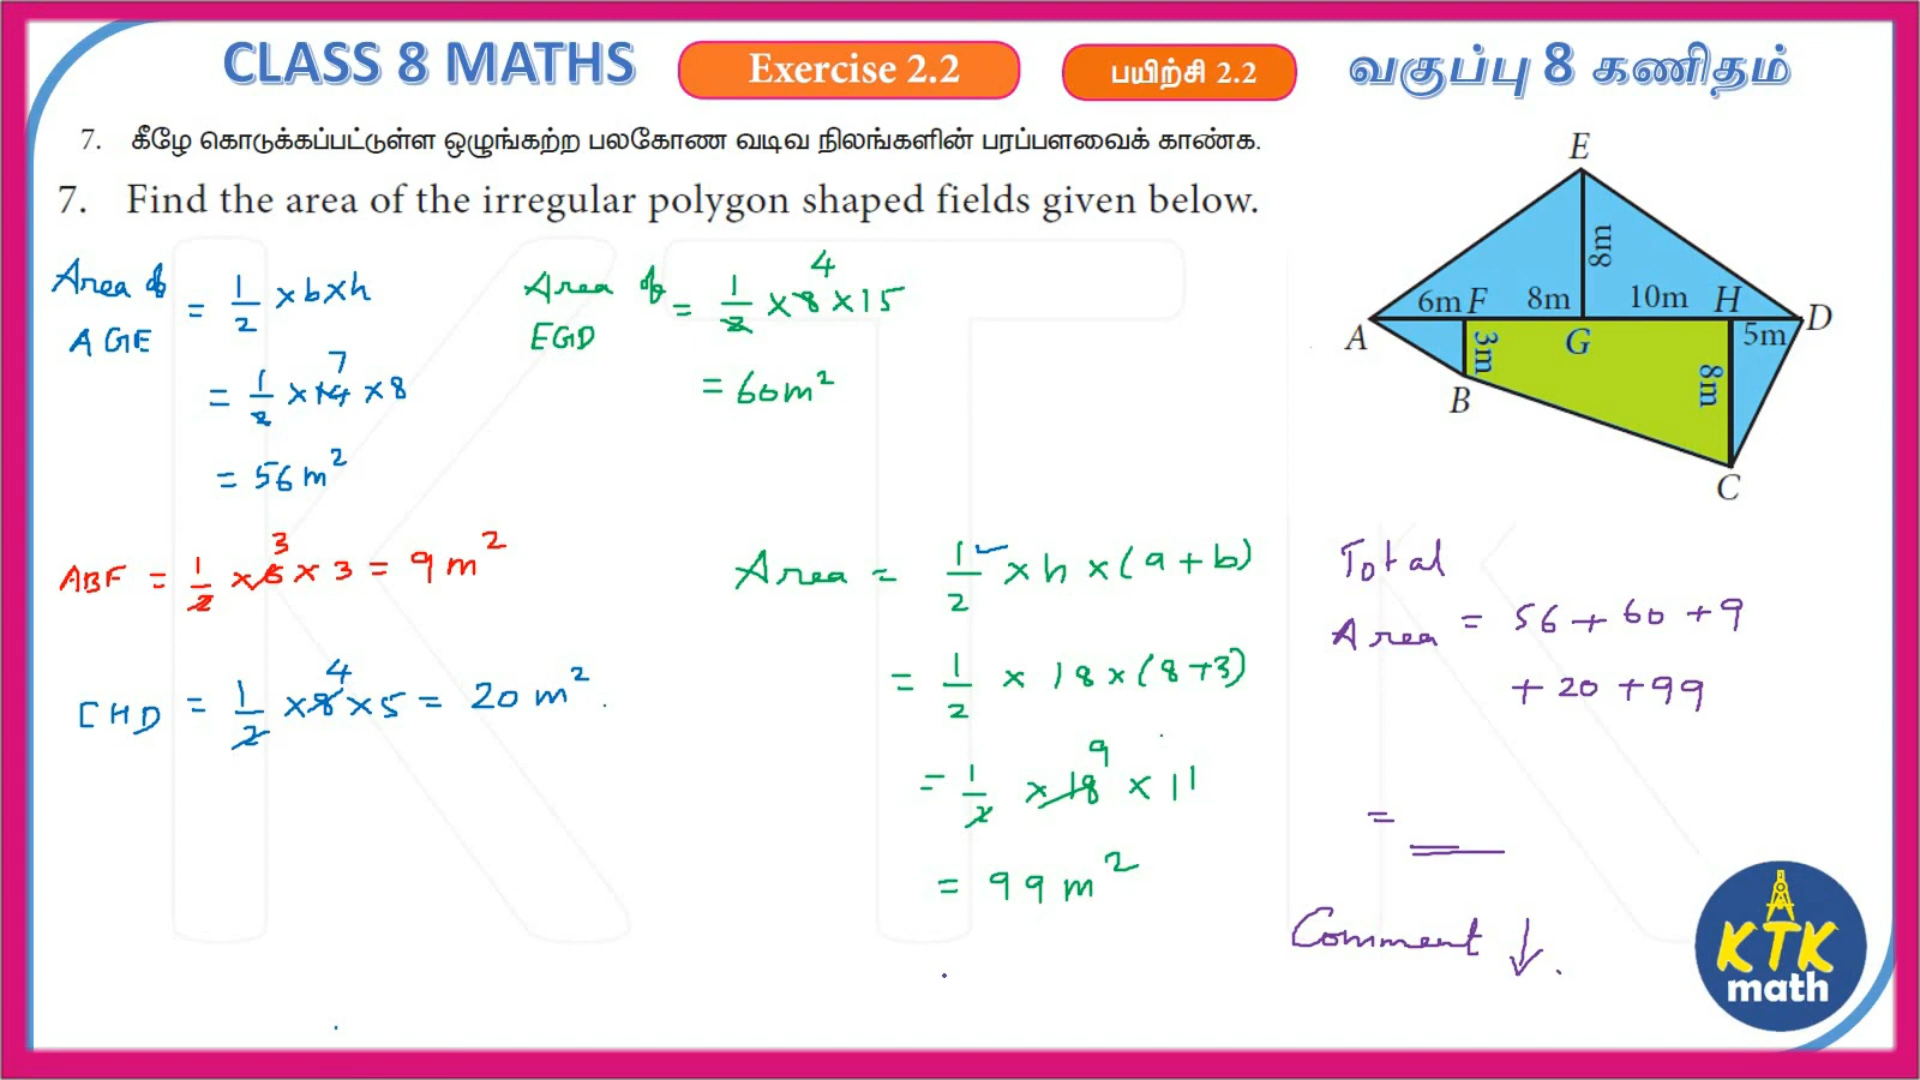 CLASS 8 MATHS
Exercise 2.2
பயிற்சி 2.2
வகுப்பு 8 கணிதம்
7. கீழே கொடுக்கப்பட்டுள்ள ஒழுங்கற்ற பலகோண வடிவ நிலங்களின் பரப்பளவைக் காண்க.
7. Find the area of the irregular polygon shaped fields given below.
E
8m
6m F 8m 10m H
A G 5m D
3m
8m
B
C
Area of AGE = 1/2 × b × h
= 1/2 × 14 × 8
7
= 56 m²
Area of EGD = 1/2 × 8 × 15
4
= 60 m²
ABF = 1/2 × 6 × 3 = 9 m²
3
CHD = 1/2 × 8 × 5 = 20 m².
4
Area = 1/2 × h × (a + b)
= 1/2 × 18 × (8+3)
= 1/2 × 18 × 11
9
= 99 m²
Total
Area = 56 + 60 + 9
+ 20 + 99
=
Comment ↓.
KTK
math